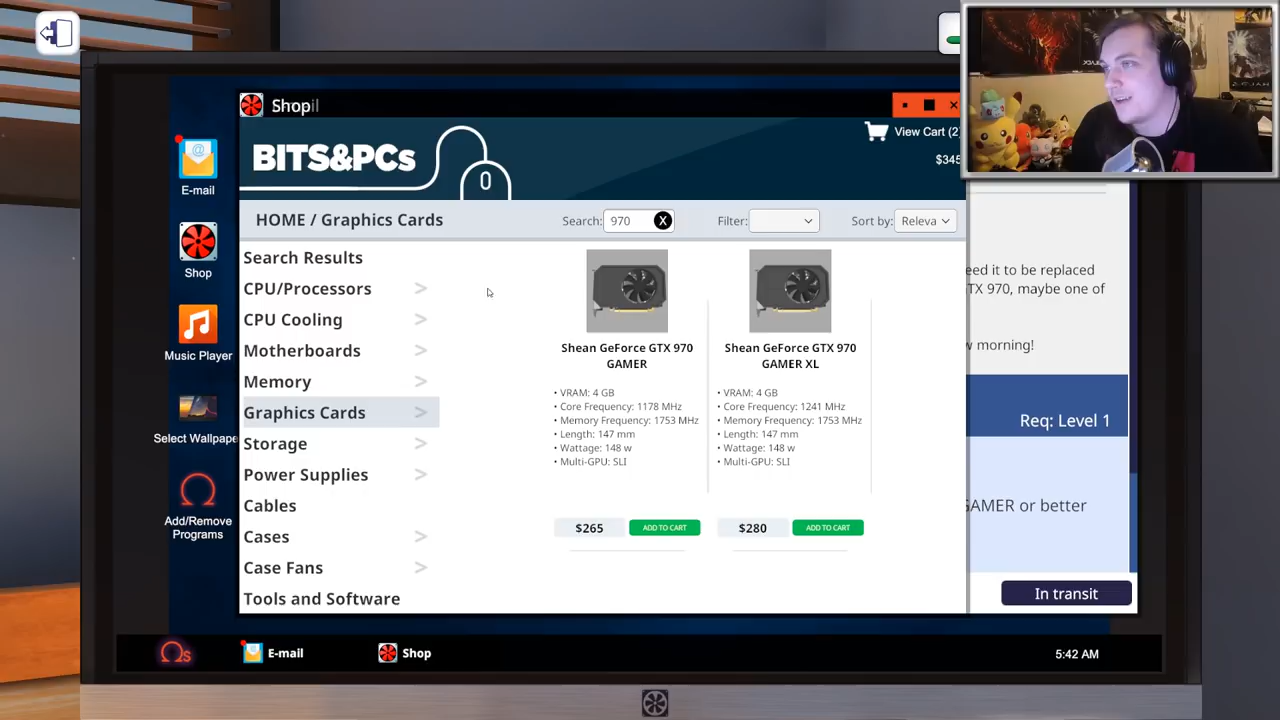 Shopil
BITS&PCs
View Cart (2)
$345
HOME / Graphics Cards
Search: 970 X
Filter:
Sort by: Releva
Search Results
CPU/Processors >
CPU Cooling >
Motherboards >
Memory >
Graphics Cards >
Storage >
Power Supplies >
Cables
Cases >
Case Fans >
Tools and Software
Shean GeForce GTX 970
GAMER
• VRAM: 4 GB
• Core Frequency: 1178 MHz
• Memory Frequency: 1753 MHz
• Length: 147 mm
• Wattage: 148 w
• Multi-GPU: SLI
$265 ADD TO CART
Shean GeForce GTX 970
GAMER XL
• VRAM: 4 GB
• Core Frequency: 1241 MHz
• Memory Frequency: 1753 MHz
• Length: 147 mm
• Wattage: 148 w
• Multi-GPU: SLI
$280 ADD TO CART
E-mail
Shop
Music Player
Select Wallpape
Add/Remove
Programs
eed it to be replaced
TX 970, maybe one of
w morning!
Req: Level 1
GAMER or better
In transit
Ωs
E-mail
Shop
5:42 AM